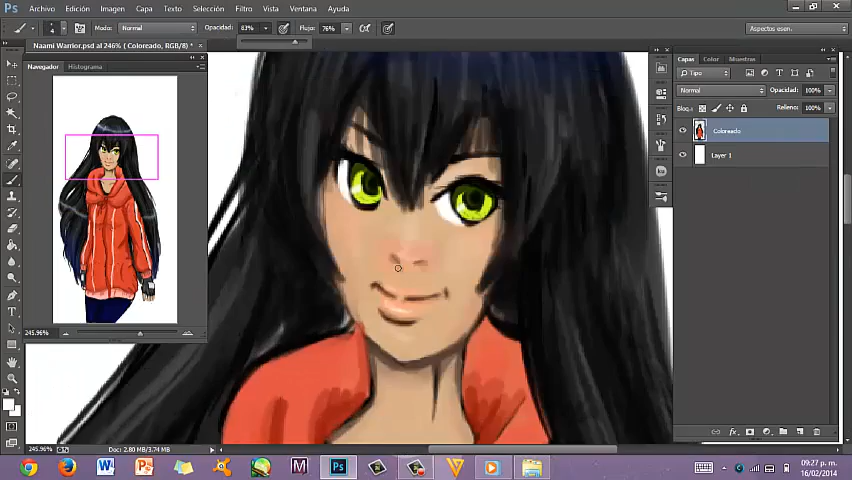 Ps Archivo Edición Imagen Capa Texto Selección Filtro Vista Ventana Ayuda
4 Modo: Normal Opacidad: 83% Flujo: 76% Aspectos esen.
Naami Warrior.psd al 246% ( Coloreado, RGB/8) * ×
Navegador Histograma
Capas Color Muestras
Tipo
Normal Opacidad: 100%
Bloq.: Relleno: 100%
Coloreado
Layer 1
245.96%
245.96% Doc: 2.80 MB/3.74 MB
fx
Ps
09:27 p. m.
16/02/2014